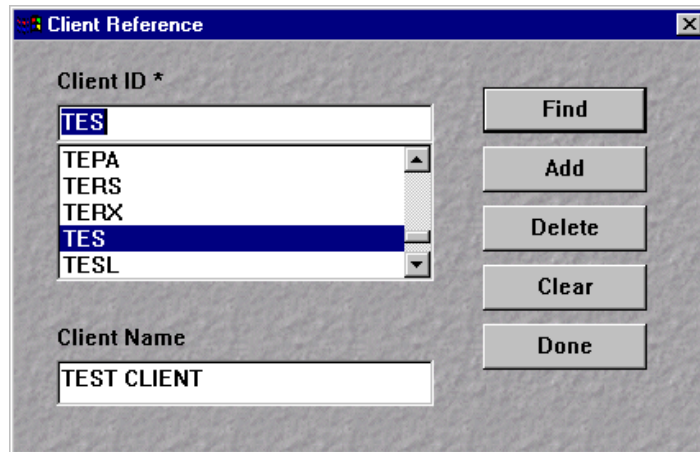 Client Reference
Client ID *
TES
TEPA
TERS
TERX
TES
TESL
Client Name
TEST CLIENT
Find
Add
Delete
Clear
Done